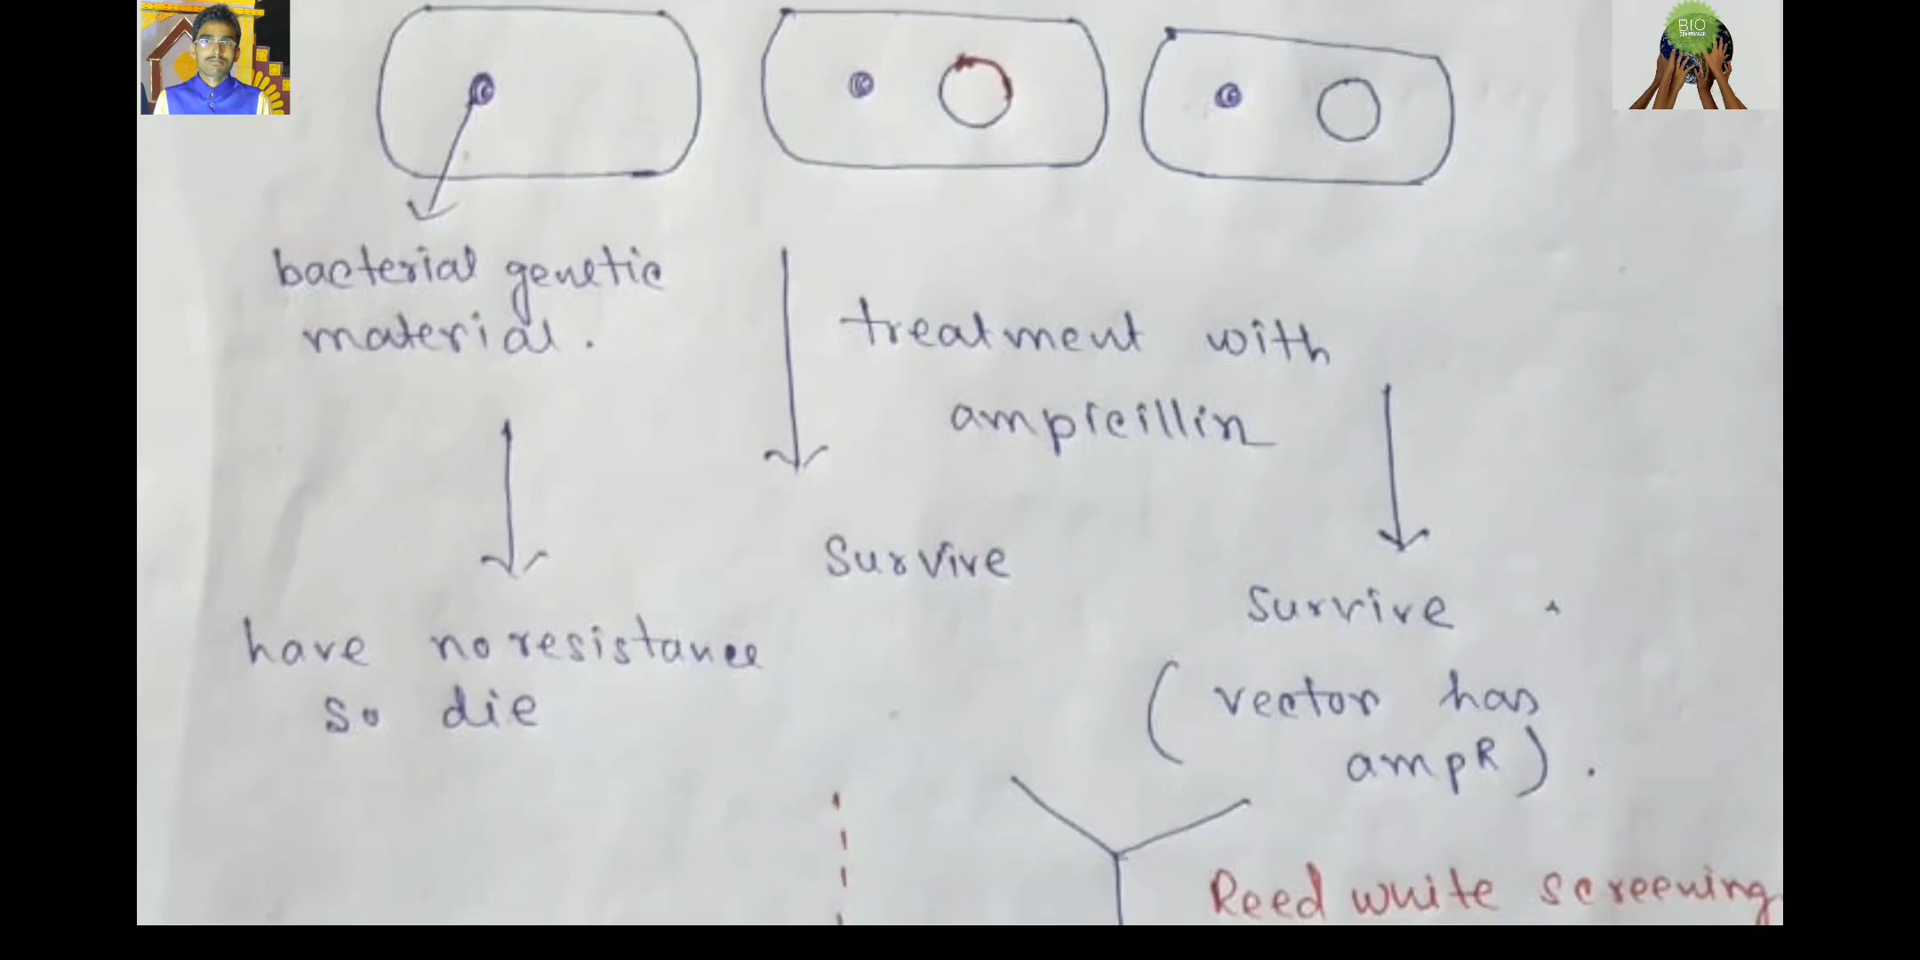 BIO
bacterial genetic
material.
treatment with
ampicillin
survive
survive
have no resistance
so die
(vector has
ampR).
Reed white screening